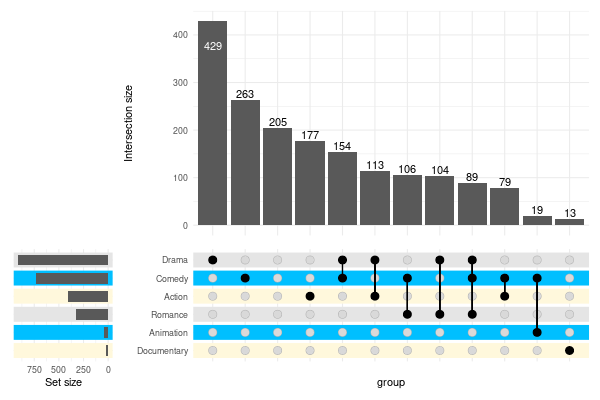 400
300
200
100
0
Intersection size
429
263
205
177
154
113
106
104
89
79
19
13
Drama
Comedy
Action
Romance
Animation
Documentary
750 500 250 0
Set size
group